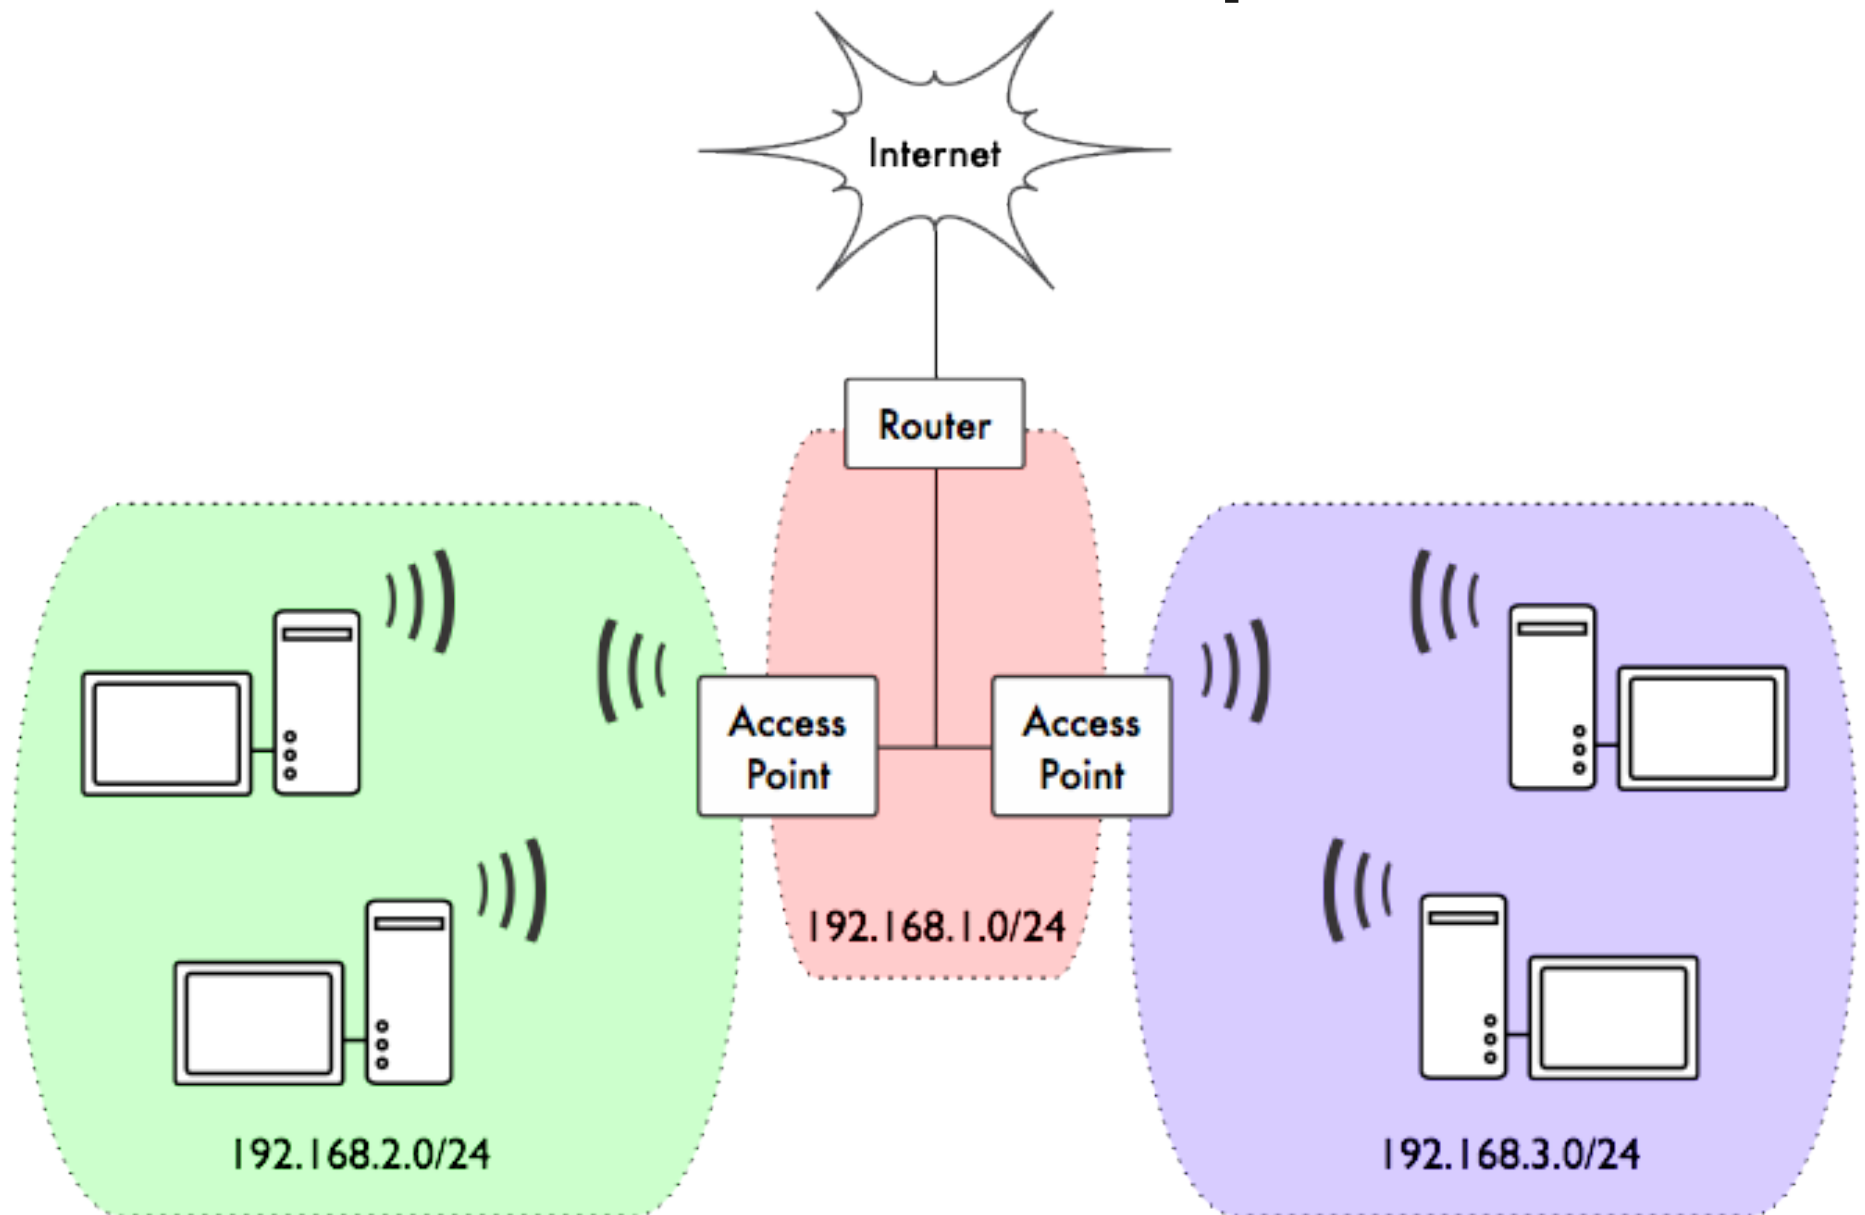 Internet
Router
Access
Point
Access
Point
192.168.1.0/24
192.168.2.0/24
192.168.3.0/24